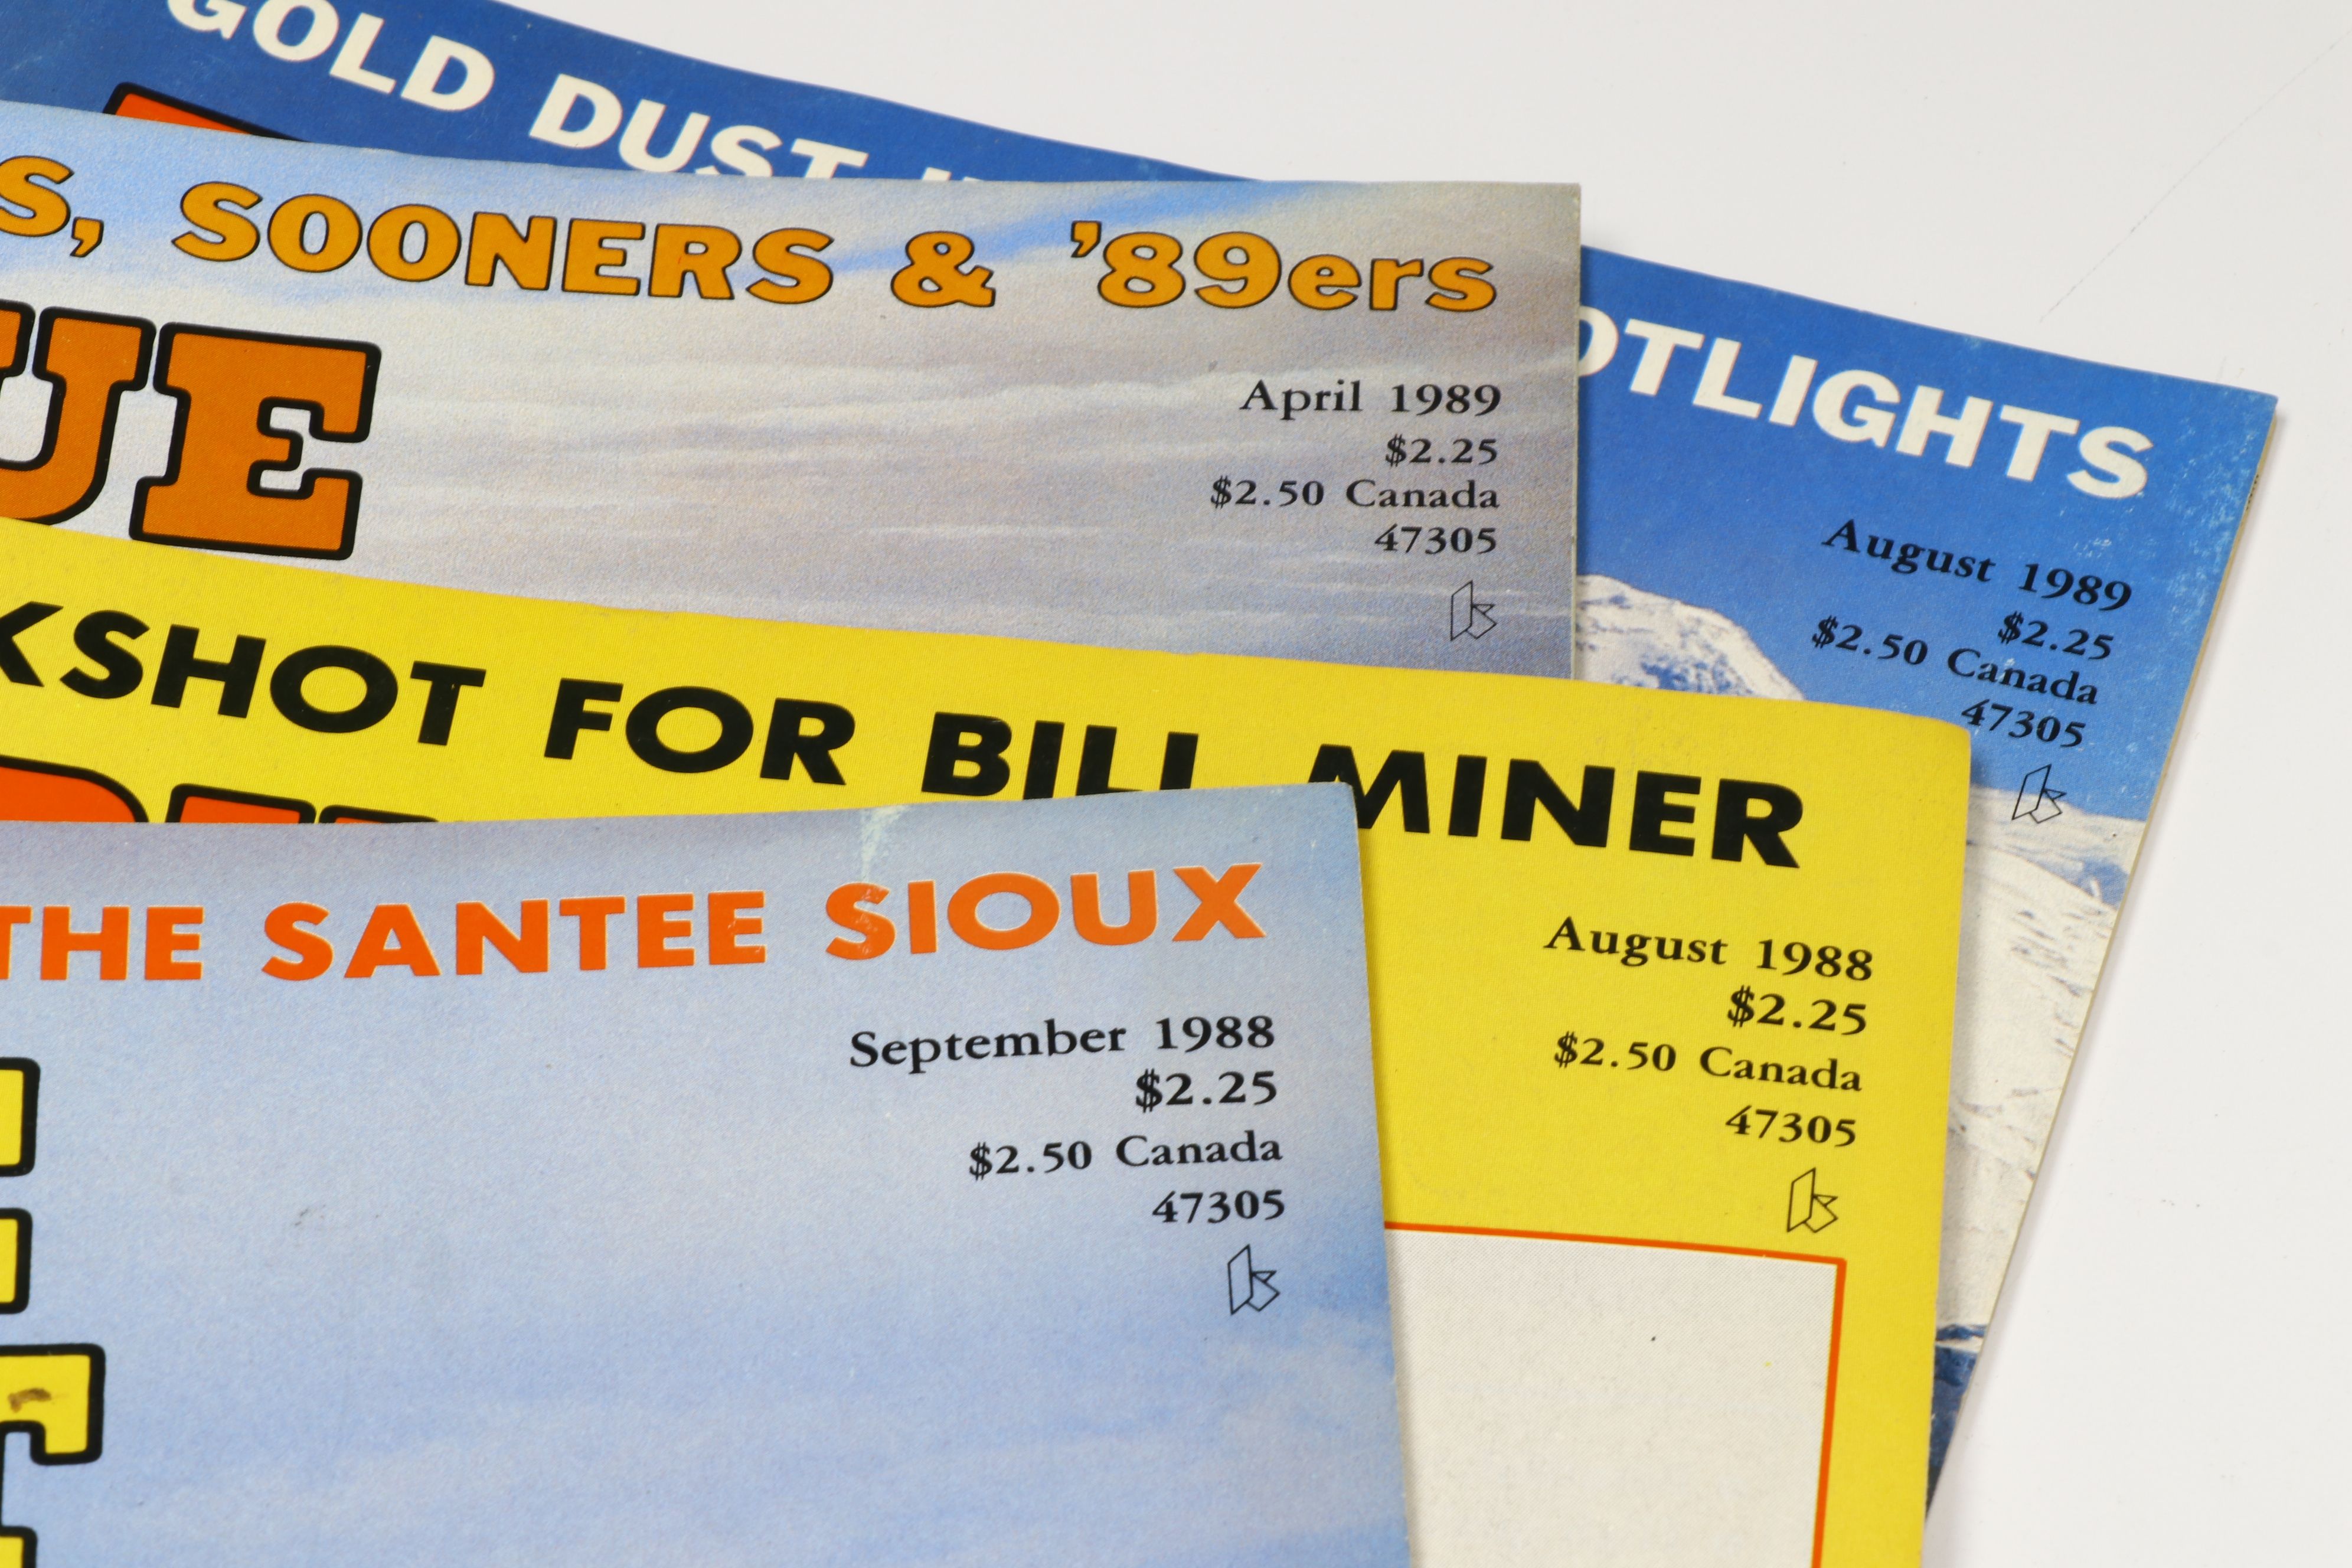 GOLD DUST
OTLIGHTS
August 1989
$2.25
$2.50 Canada
47305
S, SOONERS & '89ers
UE
April 1989
$2.25
$2.50 Canada
47305
KSHOT FOR BILL MINER
August 1988
$2.25
$2.50 Canada
47305
THE SANTEE SIOUX
September 1988
$2.25
$2.50 Canada
47305